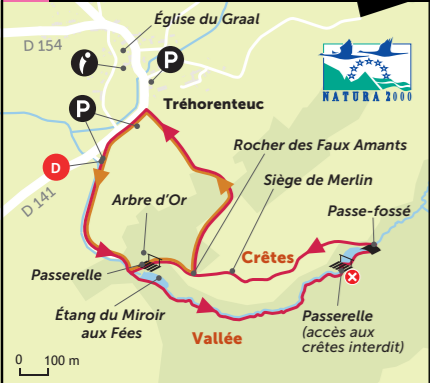 Église du Graal
D 154
P
P
Tréhorenteuc
NATURA 2000
D
D 141
Rocher des Faux Amants
Siège de Merlin
Arbre d'Or
Passe-fossé
Crêtes
Passerelle
Étang du Miroir
aux Fées
Vallée
Passerelle
(accès aux
crêtes interdit)
0 100 m